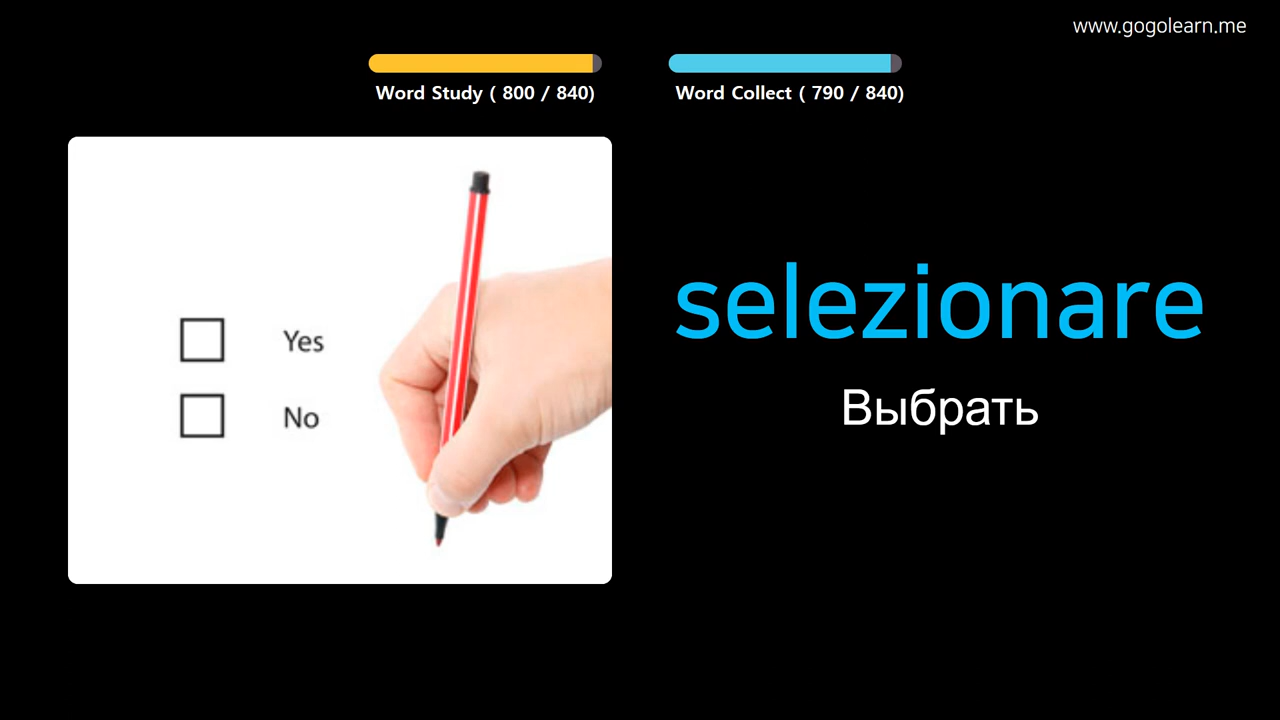 www.gogolearn.me
Word Study ( 800 / 840)
Word Collect ( 790 / 840)
Yes
No
selezionare
Выбрать